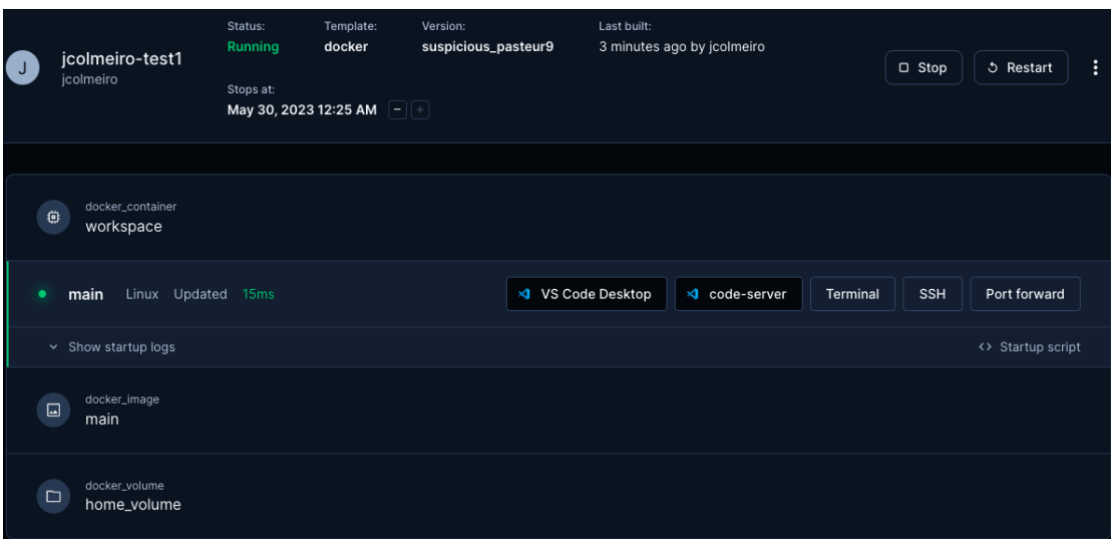 J
jcolmeiro-test1
jcolmeiro
Status:
Running
Template:
docker
Version:
suspicious_pasteur9
Last built:
3 minutes ago by jcolmeiro
Stops at:
May 30, 2023 12:25 AM - +
Stop
Restart
docker_container
workspace
main Linux Updated 15ms
VS Code Desktop
code-server
Terminal
SSH
Port forward
Show startup logs
<> Startup script
docker_image
main
docker_volume
home_volume